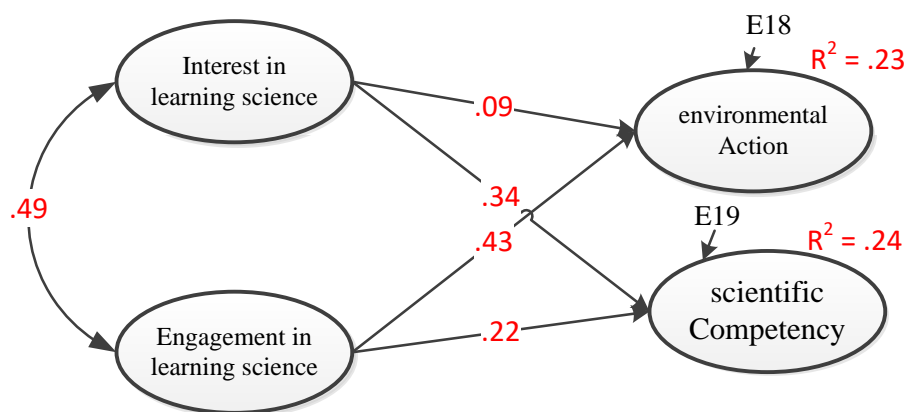 E18
R² = .23
Interest in
learning science
.09
environmental
Action
.49
.34
E19
R² = .24
.43
scientific
Competency
Engagement in
learning science
.22